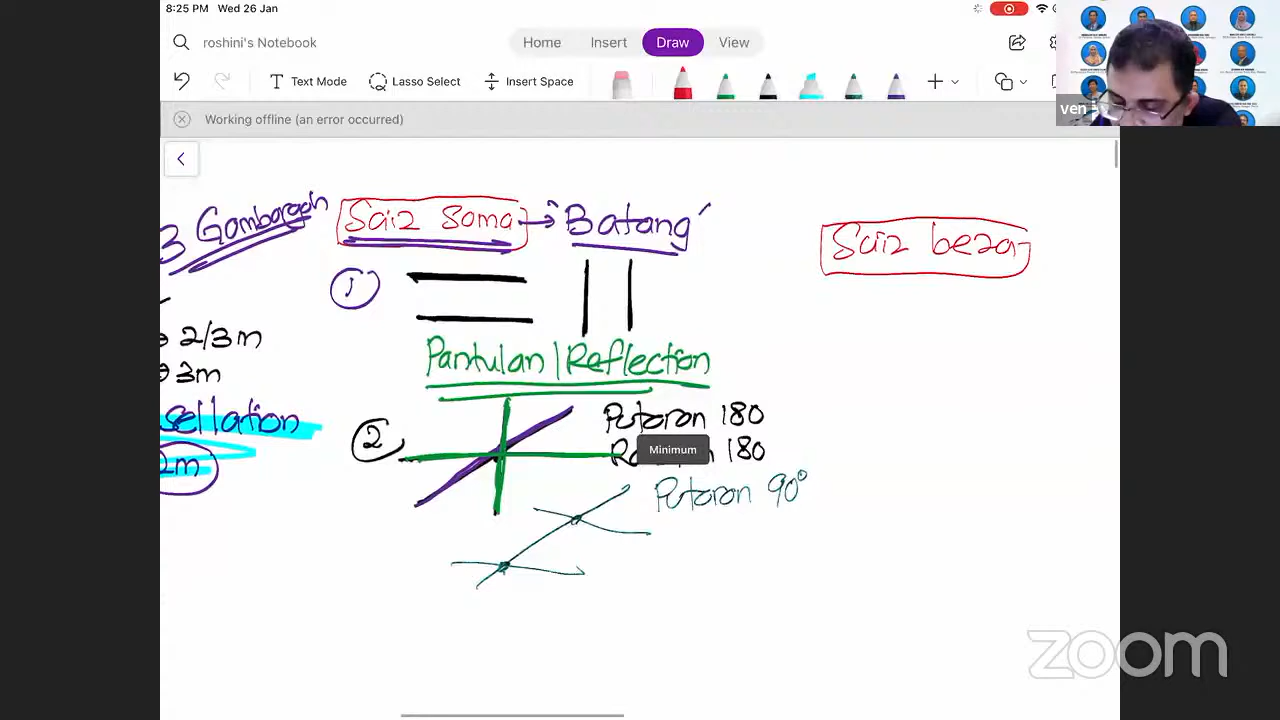 8:25 PM Wed 26 Jan
roshini's Notebook
Home Insert Draw View
Text Mode Lasso Select Insert Space
Working offline (an error occurred)
ven
3 Gambarajah
Saiz Sama → "Batang"
Saiz beza
1
2/3m
3m
Pantulan | Reflection
sellation
2m
2
Putaran 180
180
Minimum
Putaran 90°
zoom